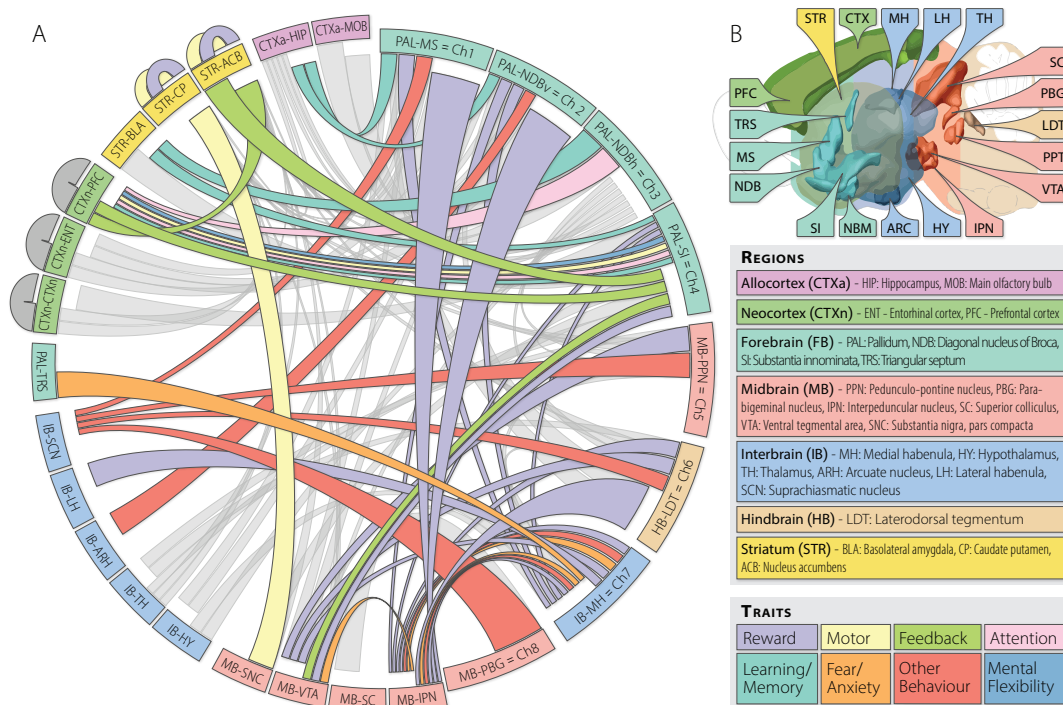 A
CTXa-HIP
CTXa-MOB
PAL-MS = Ch1
PAL-NDBv = Ch 2
PAL-NDBh = Ch3
PAL-SI = Ch4
MB-PPN = Ch5
HB-LDT = Ch6
IB-MH = Ch7
MB-PBG = Ch8
MB-IPN
MB-SC
MB-VTA
MB-SNC
IB-HY
IB-TH
IB-ARH
IB-LH
IB-SCN
PAL-TRS
CTXn-CTXn
CTXn-ENT
CTXn-PFC
STR-BLA
STR-CP
STR-ACB
B
STR
CTX
MH
LH
TH
SC
PFC
PBG
TRS
LDT
MS
PPT
NDB
VTA
SI
NBM
ARC
HY
IPN
REGIONS
Allocortex (CTXa) - HIP: Hippocampus, MOB: Main olfactory bulb
Neocortex (CTXn) - ENT - Entorhinal cortex, PFC - Prefrontal cortex
Forebrain (FB) - PAL: Pallidum, NDB: Diagonal nucleus of Broca,
SI: Substantia innominata, TRS: Triangular septum
Midbrain (MB) - PPN: Pedunculo-pontine nucleus, PBG: Para-
bigeminal nucleus, IPN: Interpeduncular nucleus, SC: Superior colliculus,
VTA: Ventral tegmental area, SNC: Substantia nigra, pars compacta
Interbrain (IB) - MH: Medial habenula, HY: Hypothalamus,
TH: Thalamus, ARH: Arcuate nucleus, LH: Lateral habenula,
SCN: Suprachiasmatic nucleus
Hindbrain (HB) - LDT: Laterodorsal tegmentum
Striatum (STR) - BLA: Basolateral amygdala, CP: Caudate putamen,
ACB: Nucleus accumbens
TRAITS
Reward
Motor
Feedback
Attention
Learning/
Memory
Fear/
Anxiety
Other
Behaviour
Mental
Flexibility